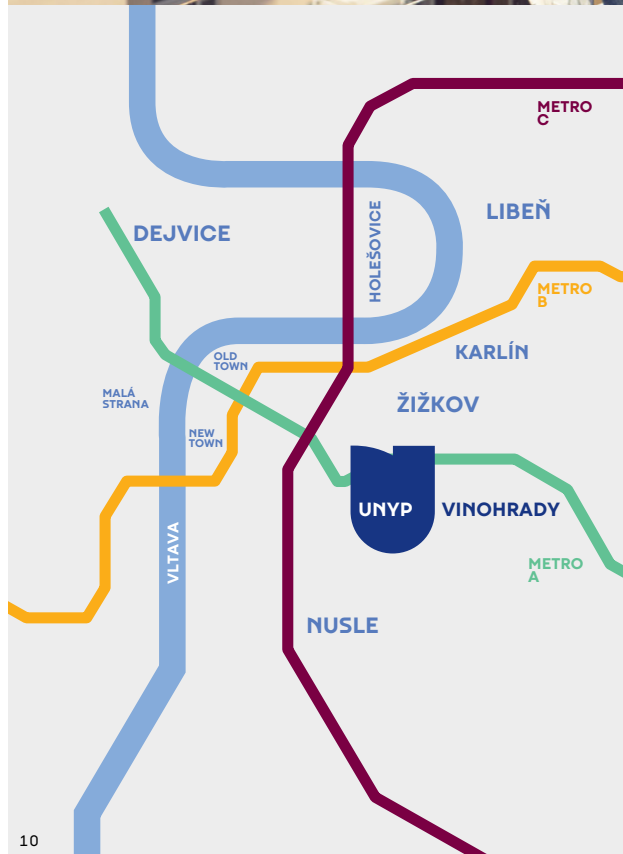 METRO
C
LIBEŇ
DEJVICE
HOLEŠOVICE
METRO
B
KARLÍN
OLD
TOWN
MALÁ
STRANA
ŽIŽKOV
NEW
TOWN
UNYP
VINOHRADY
VLTAVA
METRO
A
NUSLE
10